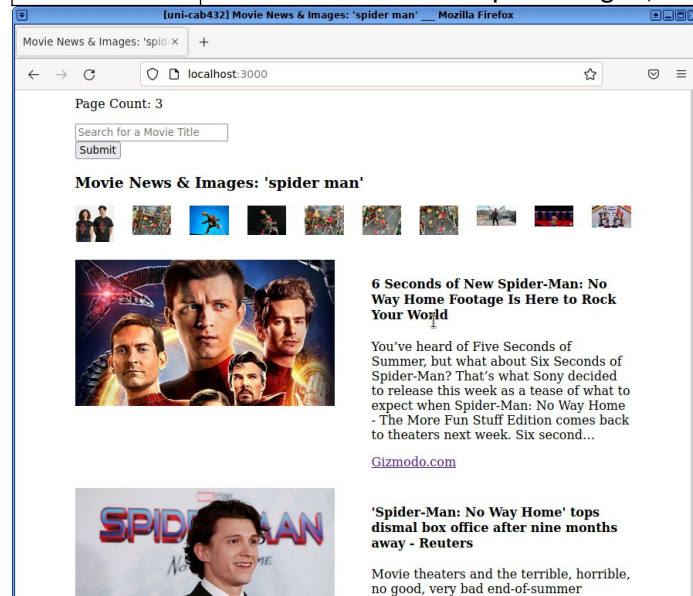 [uni-cab432] Movie News & Images: 'spider man' __ Mozilla Firefox
Movie News & Images: 'spid
localhost:3000
Page Count: 3
Search for a Movie Title
Submit
Movie News & Images: 'spider man'
6 Seconds of New Spider-Man: No
Way Home Footage Is Here to Rock
Your World
You’ve heard of Five Seconds of
Summer, but what about Six Seconds of
Spider-Man? That’s what Sony decided
to release this week as a tease of what to
expect when Spider-Man: No Way Home
- The More Fun Stuff Edition comes back
to theaters next week. Six second…
Gizmodo.com
'Spider-Man: No Way Home' tops
dismal box office after nine months
away - Reuters
Movie theaters and the terrible, horrible,
no good, very bad end-of-summer